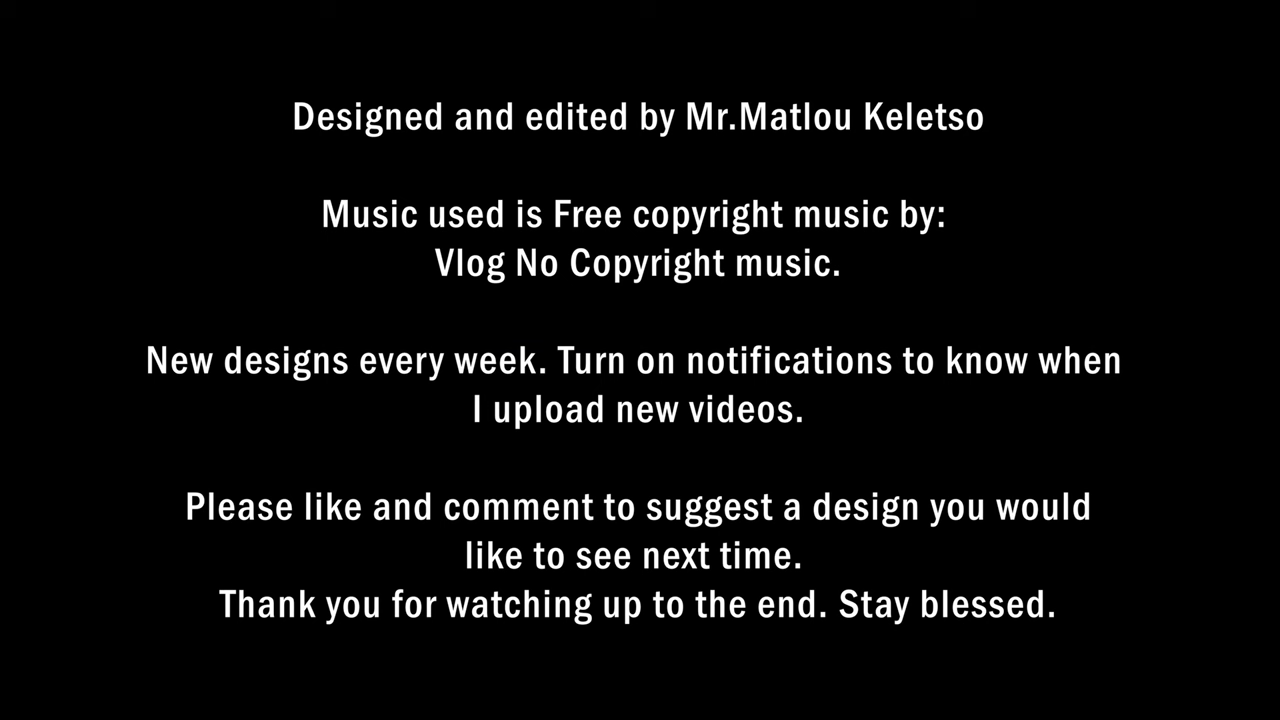 Designed and edited by Mr.Matlou Keletso
Music used is Free copyright music by:
Vlog No Copyright music.
New designs every week. Turn on notifications to know when
I upload new videos.
Please like and comment to suggest a design you would
like to see next time.
Thank you for watching up to the end. Stay blessed.